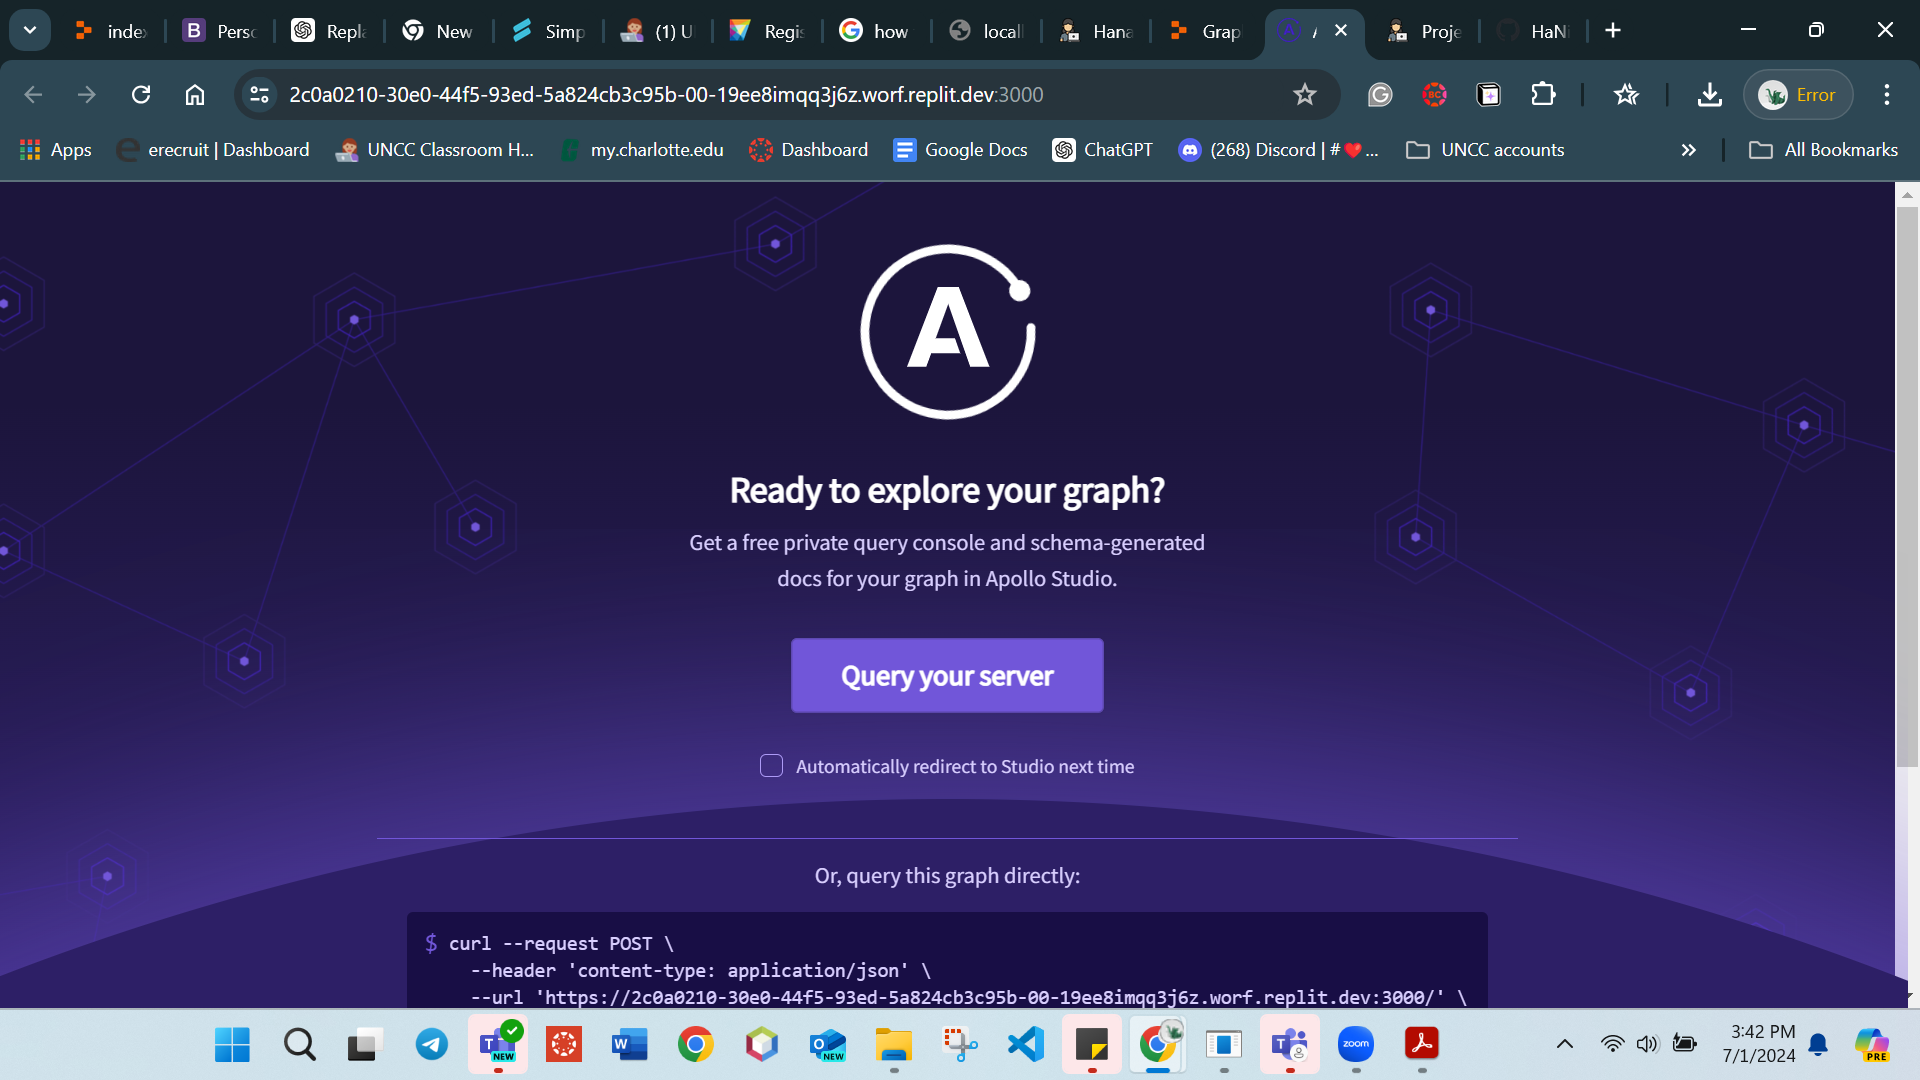 index
Perso
Repla
New
Simp
(1) U
Regis
how
locall
Hana
Grap
Proje
HaNi
2c0a0210-30e0-44f5-93ed-5a824cb3c95b-00-19ee8imqq3j6z.worf.replit.dev:3000
Error
Apps
erecruit | Dashboard
UNCC Classroom H...
my.charlotte.edu
Dashboard
Google Docs
ChatGPT
(268) Discord | #❤️...
UNCC accounts
»
All Bookmarks
A
Ready to explore your graph?
Get a free private query console and schema-generated
docs for your graph in Apollo Studio.
Query your server
Automatically redirect to Studio next time
Or, query this graph directly:
$ curl --request POST \
--header 'content-type: application/json' \
--url 'https://2c0a0210-30e0-44f5-93ed-5a824cb3c95b-00-19ee8imqq3j6z.worf.replit.dev:3000/' \
NEW
NEW
zoom
3:42 PM
7/1/2024
PRE